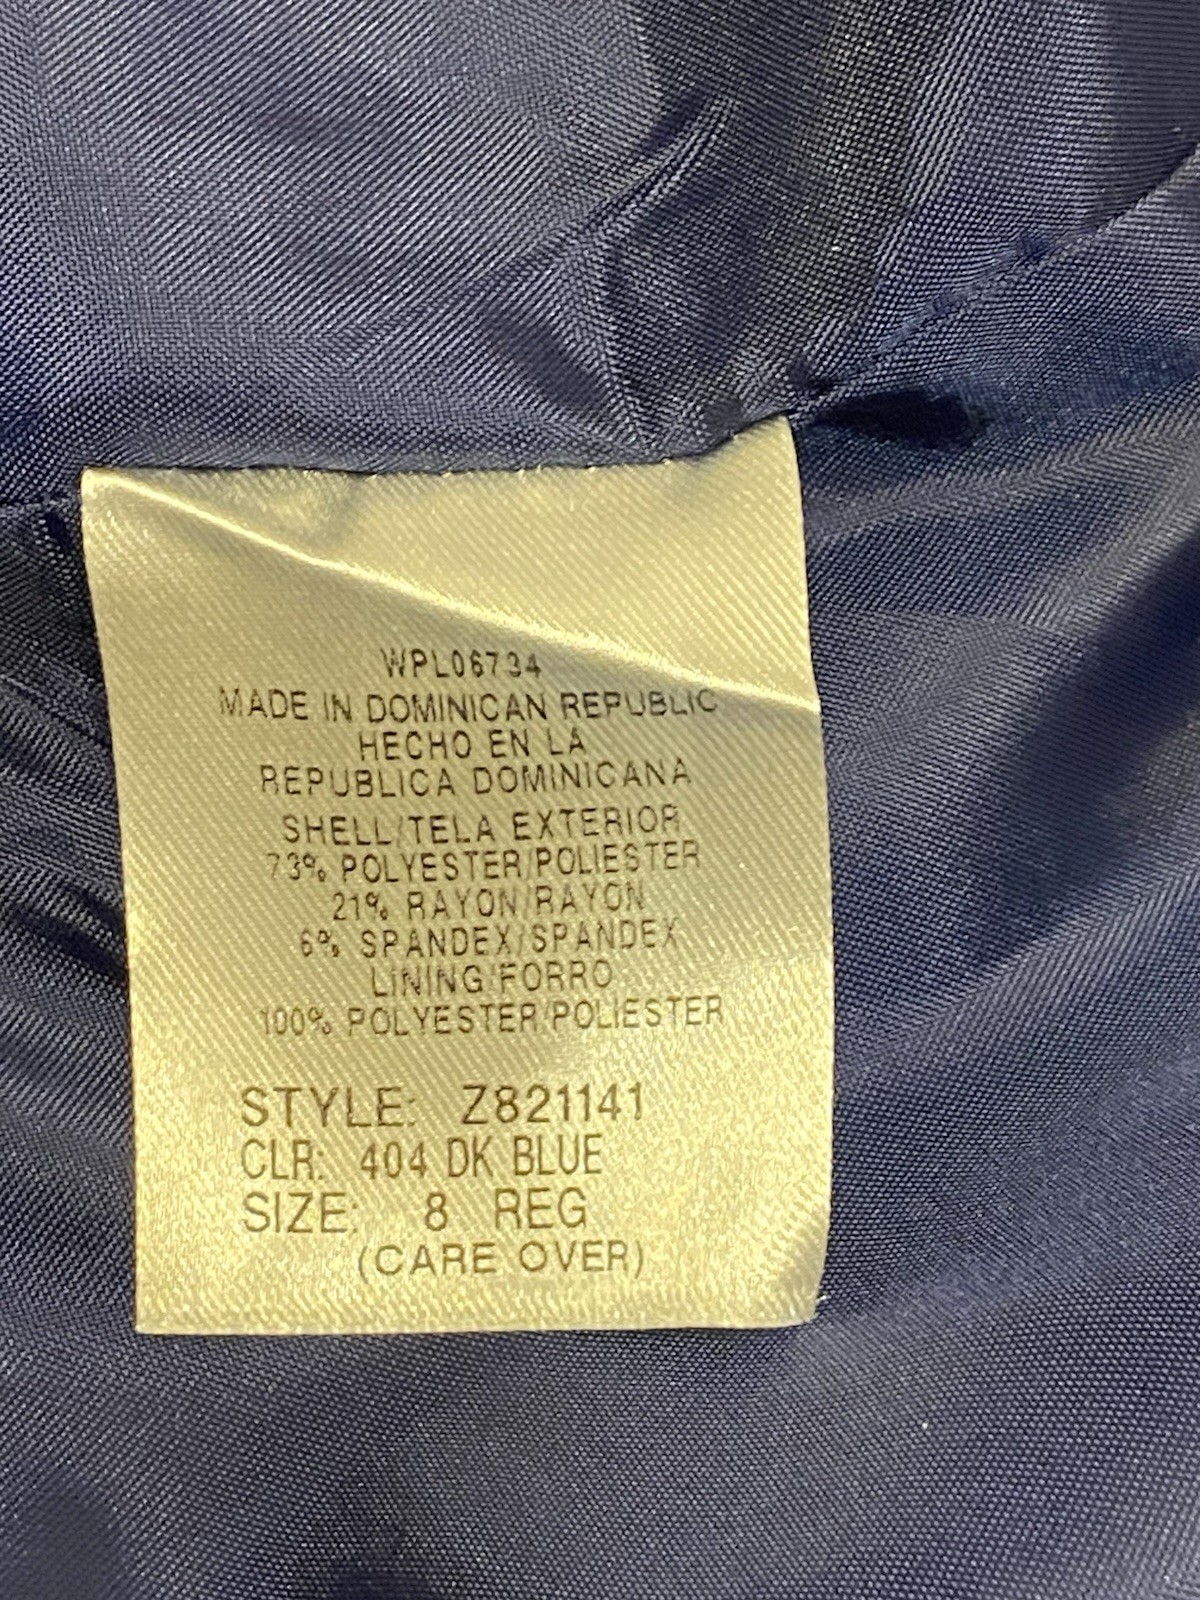 WPL06734
MADE IN DOMINICAN REPUBLIC
HECHO EN LA
REPUBLICA DOMINICANA
SHELL/TELA EXTERIOR
73% POLYESTER/POLIESTER
21% RAYON/RAYON
6% SPANDEX/SPANDEX
LINING/FORRO
100% POLYESTER/POLIESTER
STYLE: Z821141
CLR: 404 DK BLUE
SIZE: 8 REG
(CARE OVER)